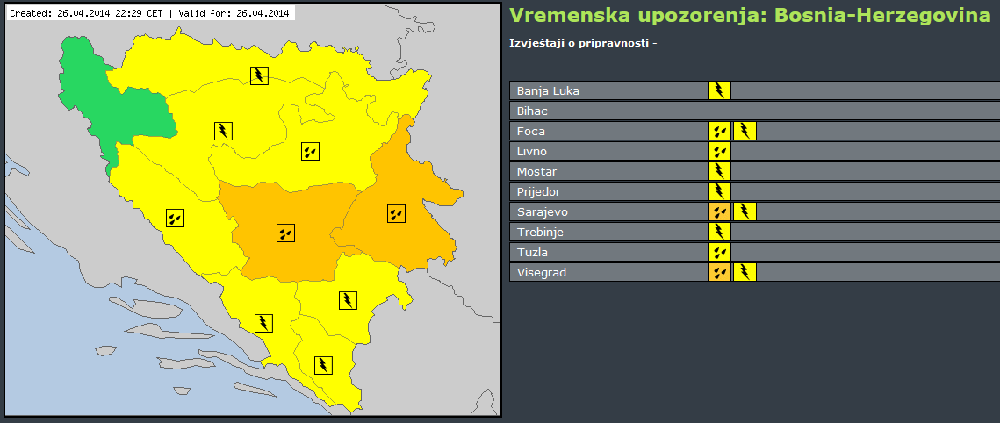 Created: 26.04.2014 22:29 CET | Valid for: 26.04.2014
Vremenska upozorenja: Bosnia-Herzegovina
Izvještaji o pripravnosti -
Banja Luka
Bihac
Foca
Livno
Mostar
Prijedor
Sarajevo
Trebinje
Tuzla
Visegrad